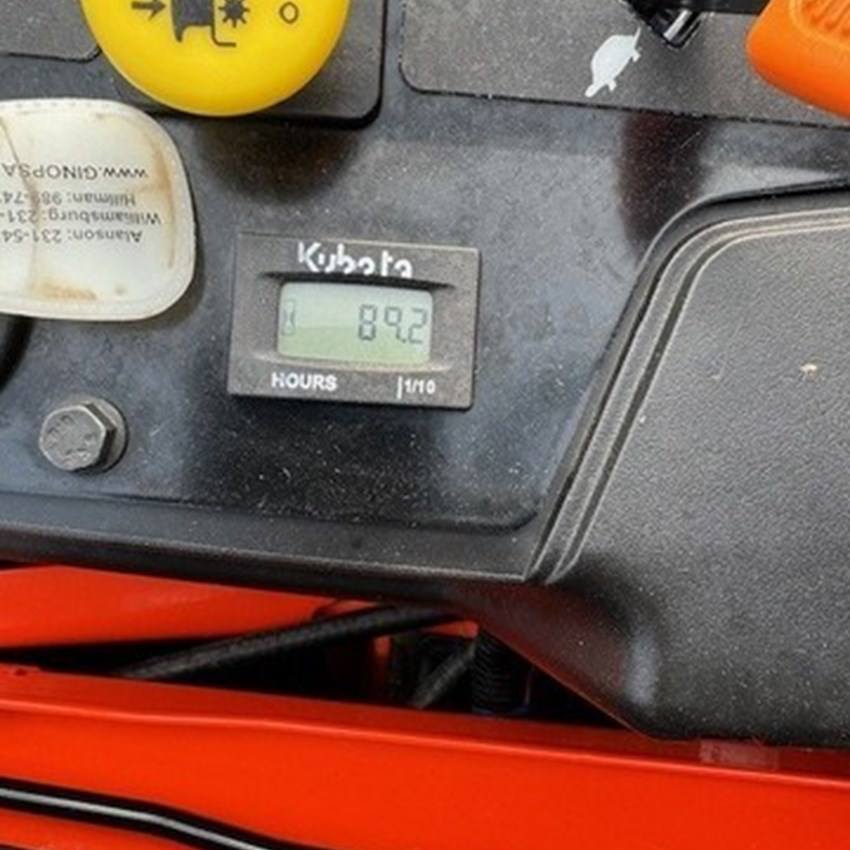 Kubota
89.2
HOURS
1/10
www.GINOPSA
Hillman: 989-74
Williamsburg: 231-
Alanson: 231-54